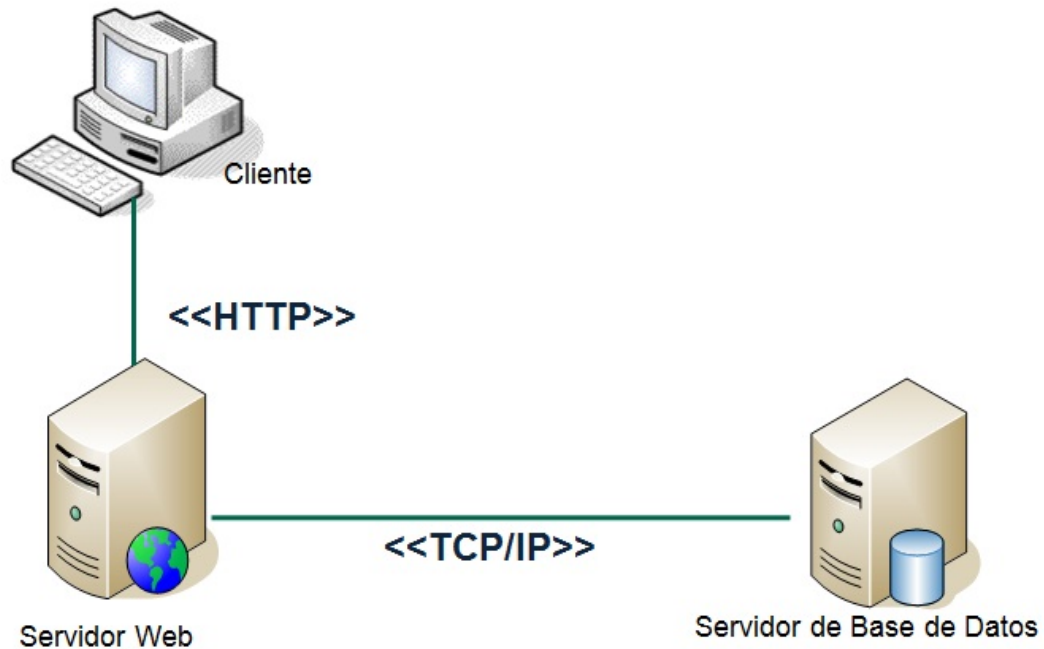 Cliente
<<HTTP>>
<<TCP/IP>>
Servidor Web
Servidor de Base de Datos